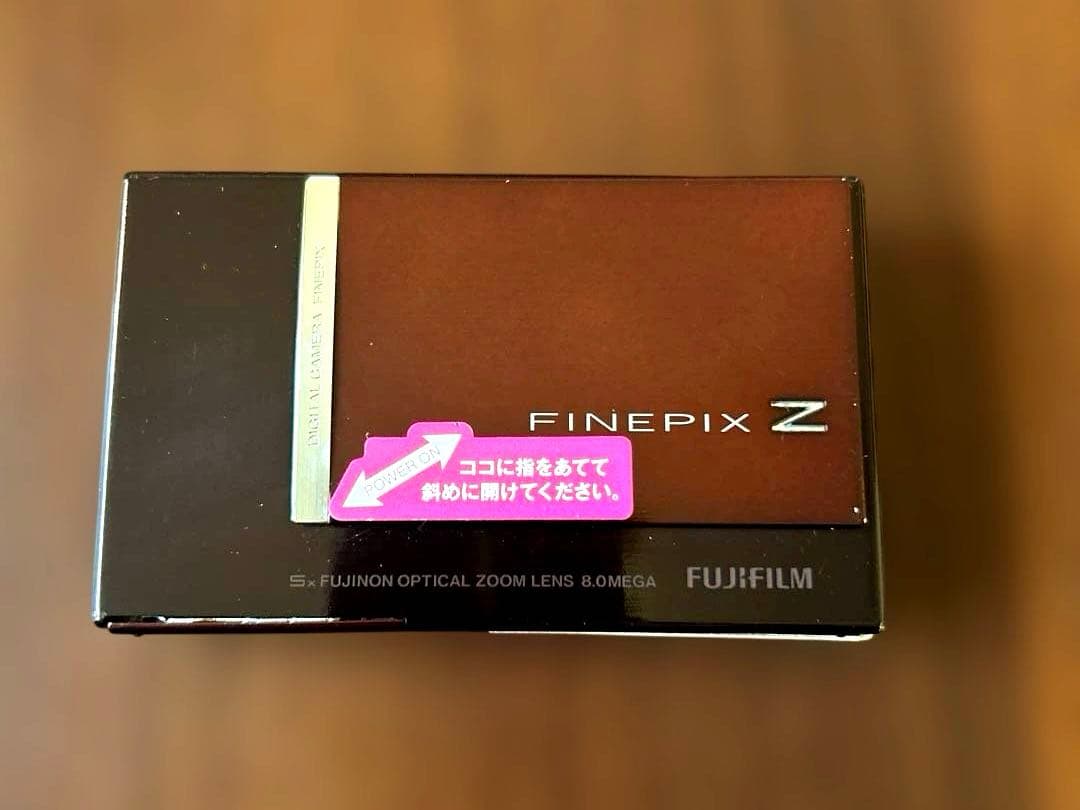 DIGITAL CAMERA FINEPIX
FINEPIX Z
POWER ON
ココに指をあてて
斜めに開けてください。
5x FUJINON OPTICAL ZOOM LENS 8.0MEGA
FUJIFILM